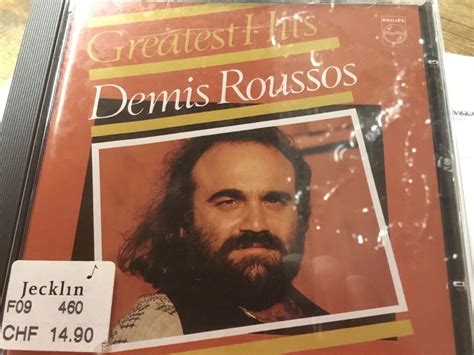 Greatest Hits
PHILIPS
Demis Roussos
Jecklin
F09 460
CHF 14.90